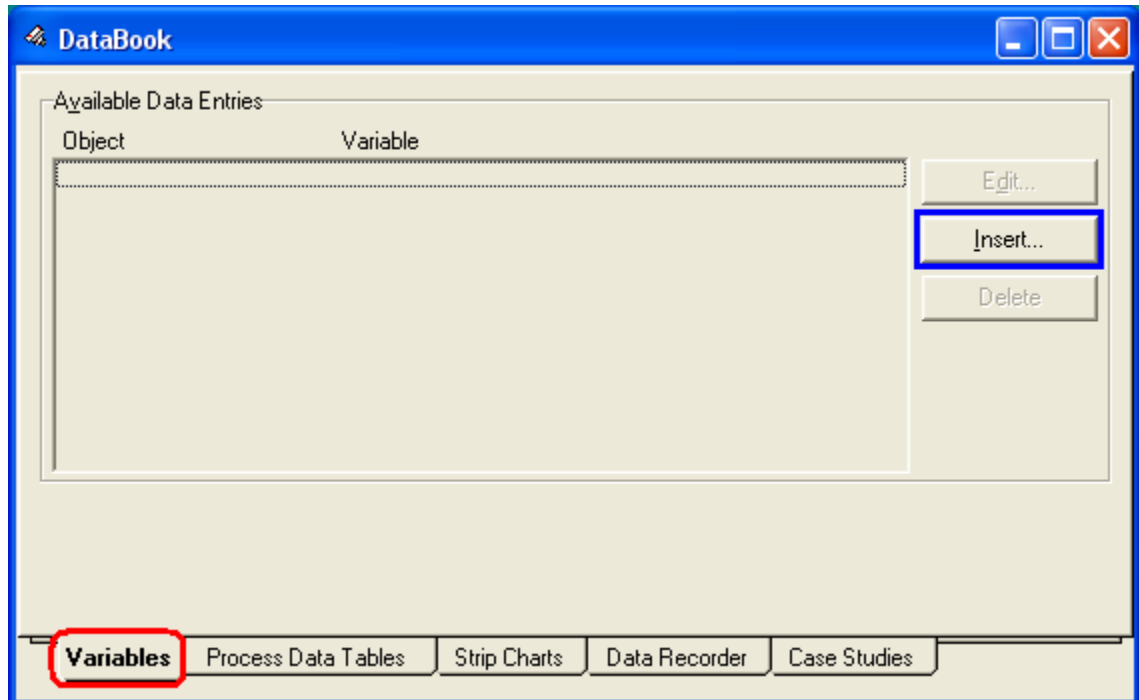 DataBook
Available Data Entries
Object Variable
Edit...
Insert...
Delete
Variables Process Data Tables Strip Charts Data Recorder Case Studies